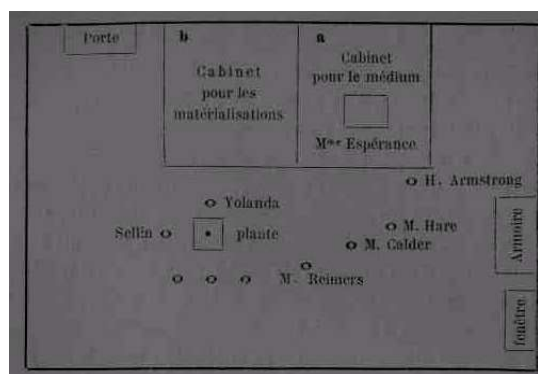 Porte
b
Cabinet
pour les
matérialisations
a
Cabinet
pour le médium
Mme Espérance
H. Armstrong
Yolanda
Sellin
plante
M. Hare
M. Calder
M. Reimers
Armoire
fenêtre